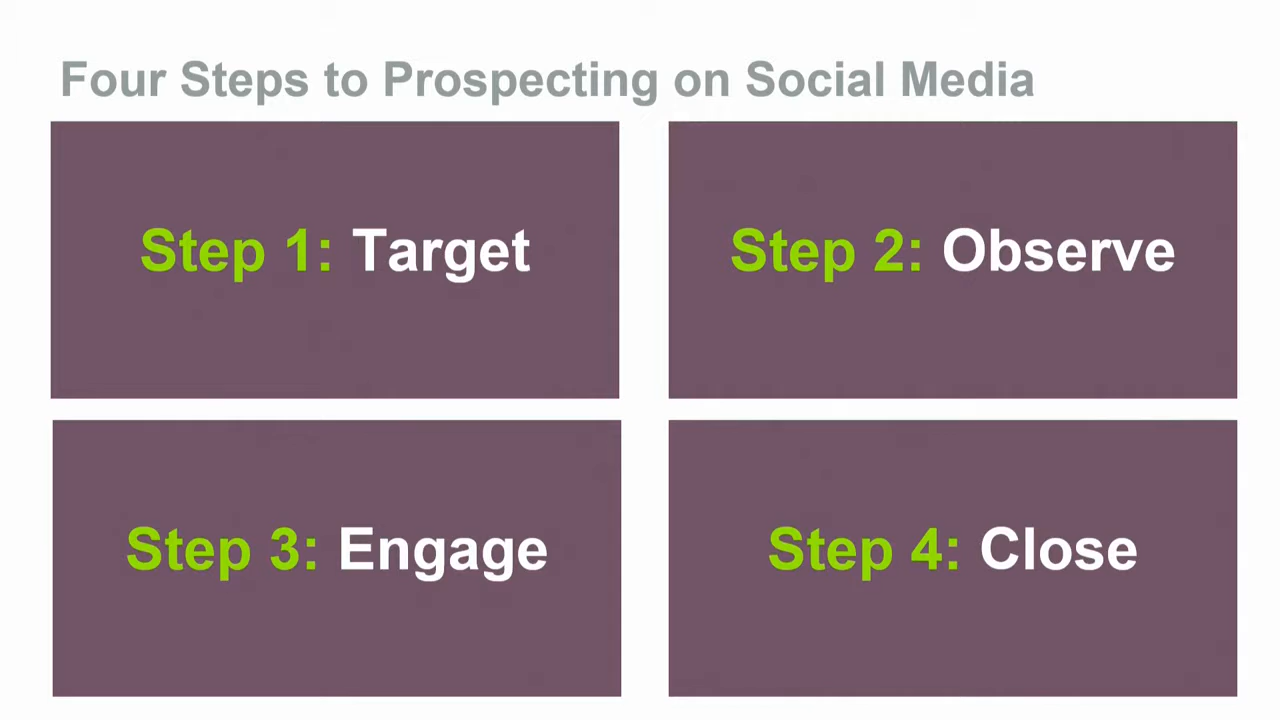 Four Steps to Prospecting on Social Media
Step 1: Target
Step 2: Observe
Step 3: Engage
Step 4: Close